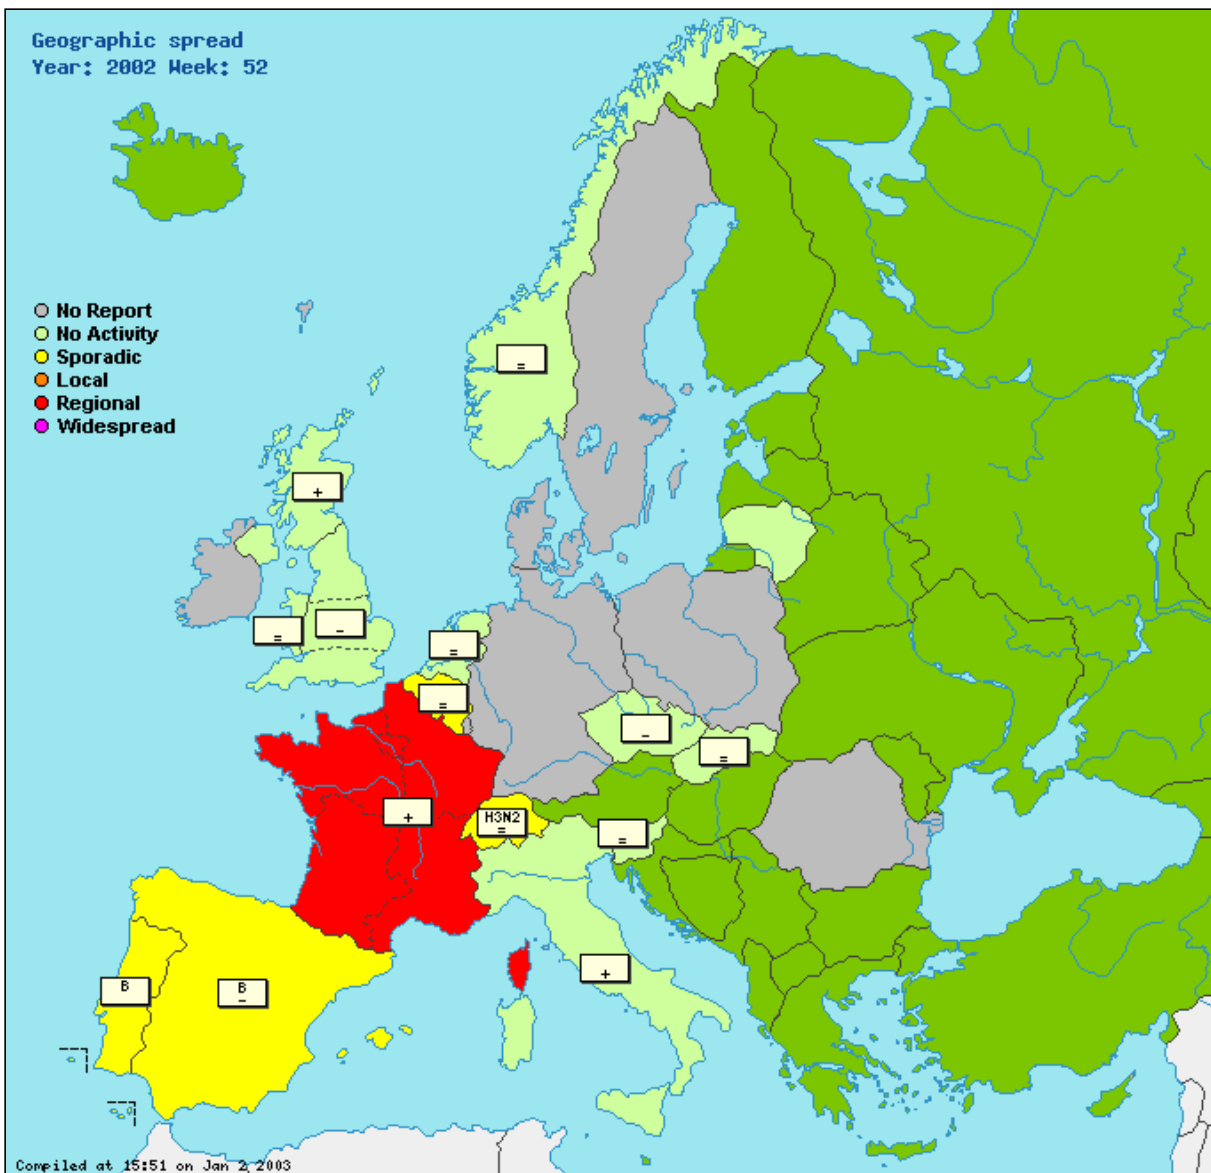 Geographic spread
Year: 2002 Week: 52
No Report
No Activity
Sporadic
Local
Regional
Widespread
=
+
=
-
=
=
-
=
+
H3N2
=
=
+
B
B
-
Compiled at 15:51 on Jan 2 2003